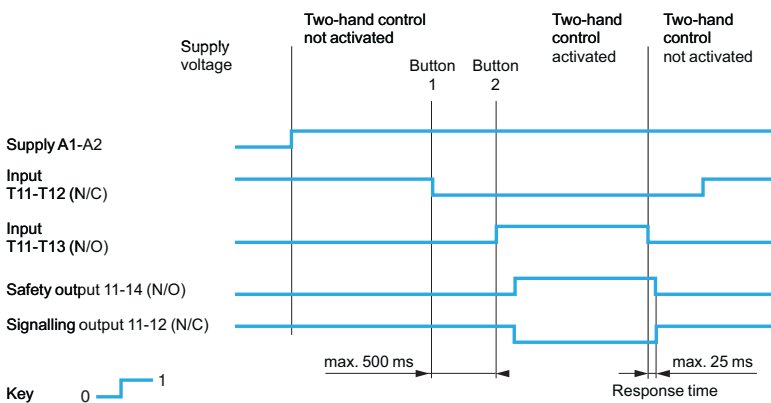 Supply
voltage
Two-hand control
not activated
Button
1
Button
2
Two-hand
control
activated
Two-hand
control
not activated
Supply A1-A2
Input
T11-T12 (N/C)
Input
T11-T13 (N/O)
Safety output 11-14 (N/O)
Signalling output 11-12 (N/C)
max. 500 ms
max. 25 ms
Response time
Key
0
1